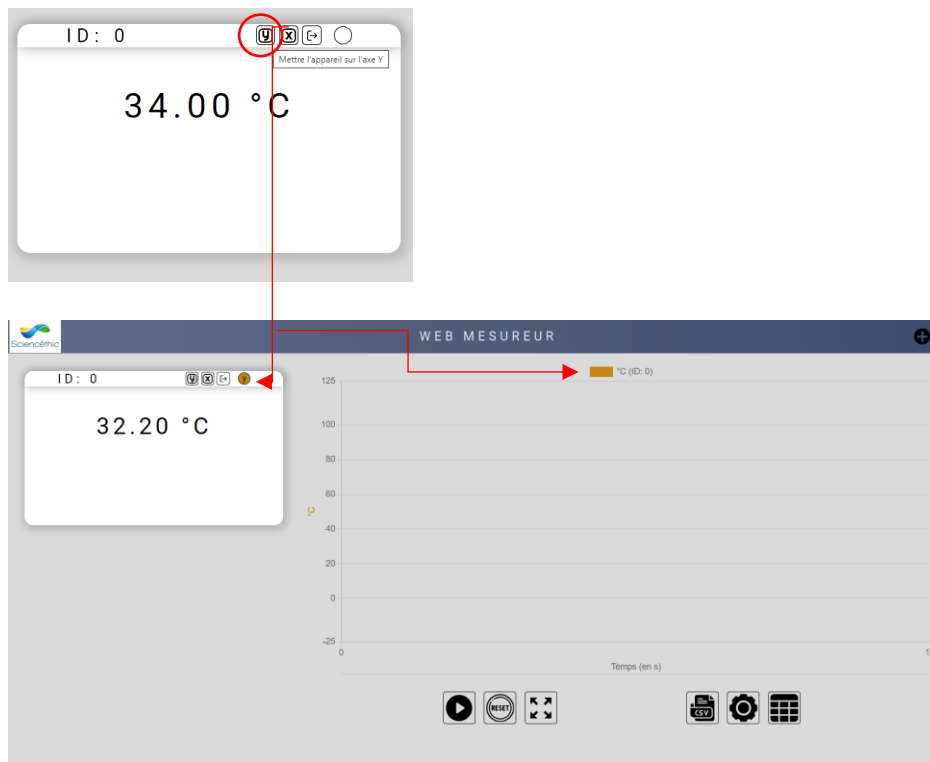 ID: 0 y x
Mettre l'appareil sur l'axe Y
34.00 °C
Sciencéthic
WEB MESUREUR
ID: 0 y x Y
32.20 °C
°C (ID: 0)
125
100
80
60
°C
40
20
0
-25
0 1
Temps (en s)
RESET
CSV